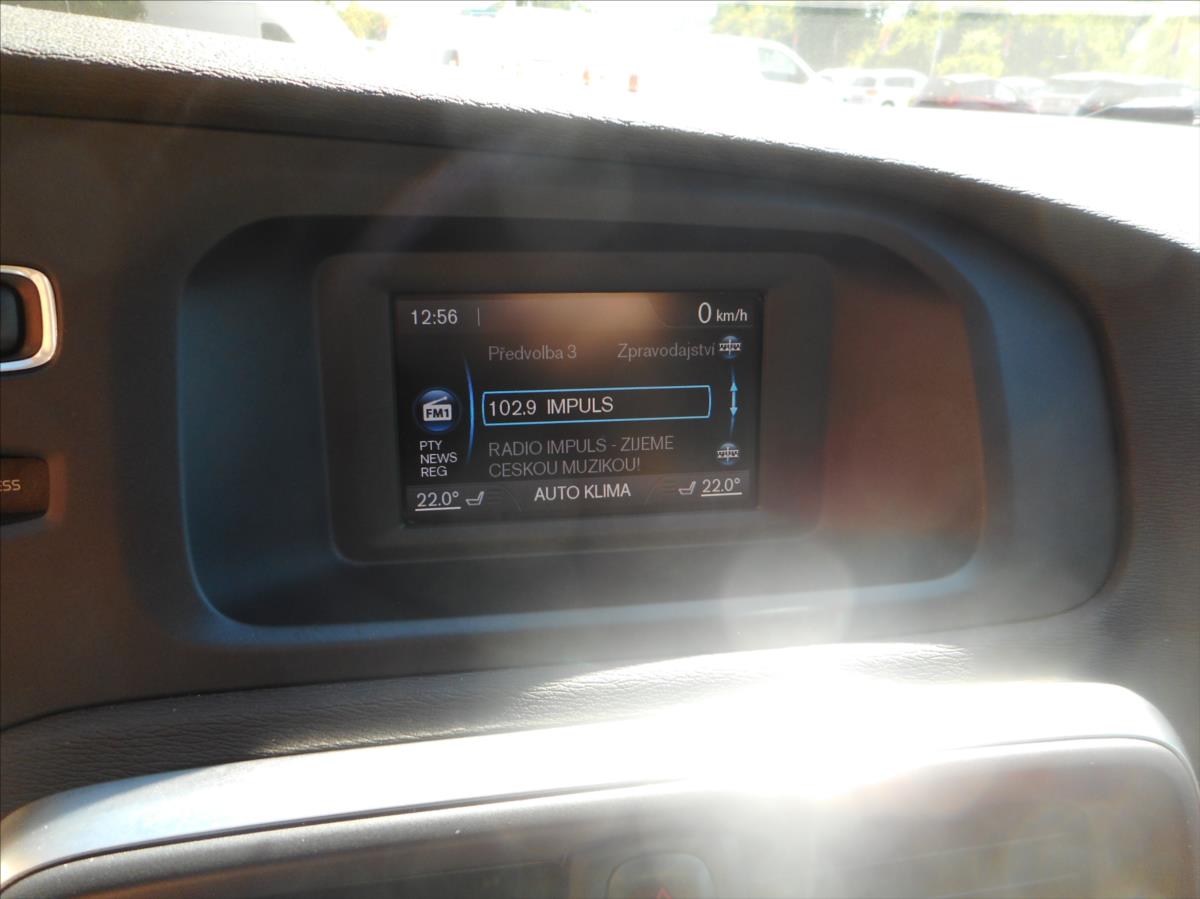 12:56
0 km/h
Předvolba 3 Zpravodajství
FM1
102.9 IMPULS
PTY
NEWS
REG
RADIO IMPULS - ZIJEME
CESKOU MUZIKOU!
22.0° AUTO KLIMA 22.0°
ESS